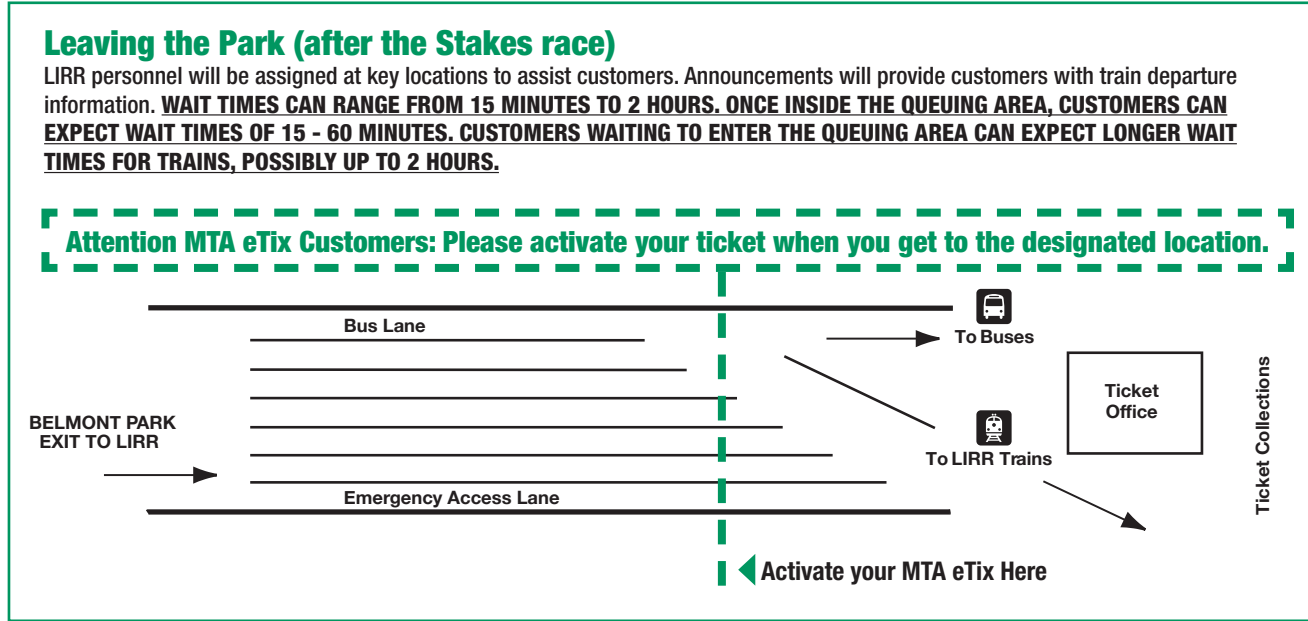 Leaving the Park (after the Stakes race)
LIRR personnel will be assigned at key locations to assist customers. Announcements will provide customers with train departure
information. WAIT TIMES CAN RANGE FROM 15 MINUTES TO 2 HOURS. ONCE INSIDE THE QUEUING AREA, CUSTOMERS CAN
EXPECT WAIT TIMES OF 15 - 60 MINUTES. CUSTOMERS WAITING TO ENTER THE QUEUING AREA CAN EXPECT LONGER WAIT
TIMES FOR TRAINS, POSSIBLY UP TO 2 HOURS.
Attention MTA eTix Customers: Please activate your ticket when you get to the designated location.
Bus Lane
To Buses
BELMONT PARK
EXIT TO LIRR
Emergency Access Lane
To LIRR Trains
Ticket
Office
Ticket Collections
Activate your MTA eTix Here